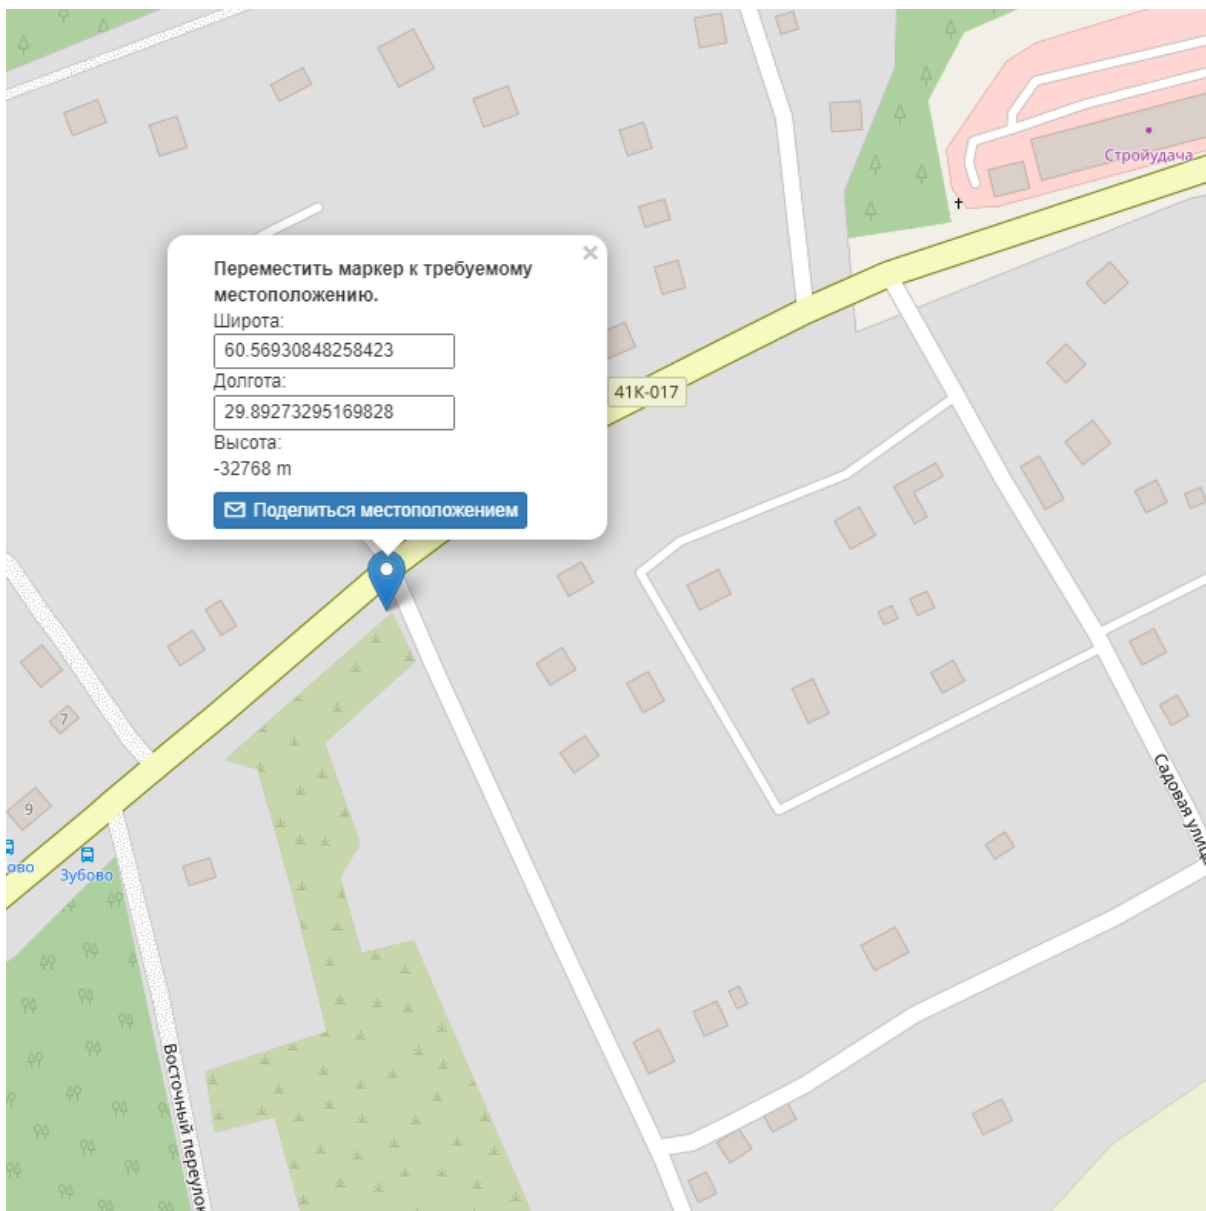 Стройудача
Переместить маркер к требуемому
местоположению.
Широта:
60.56930848258423
Долгота:
29.89273295169828
Высота:
-32768 m
Поделиться местоположением
41К-017
7
9
ово
Зубово
Садовая улица
Восточный переулок